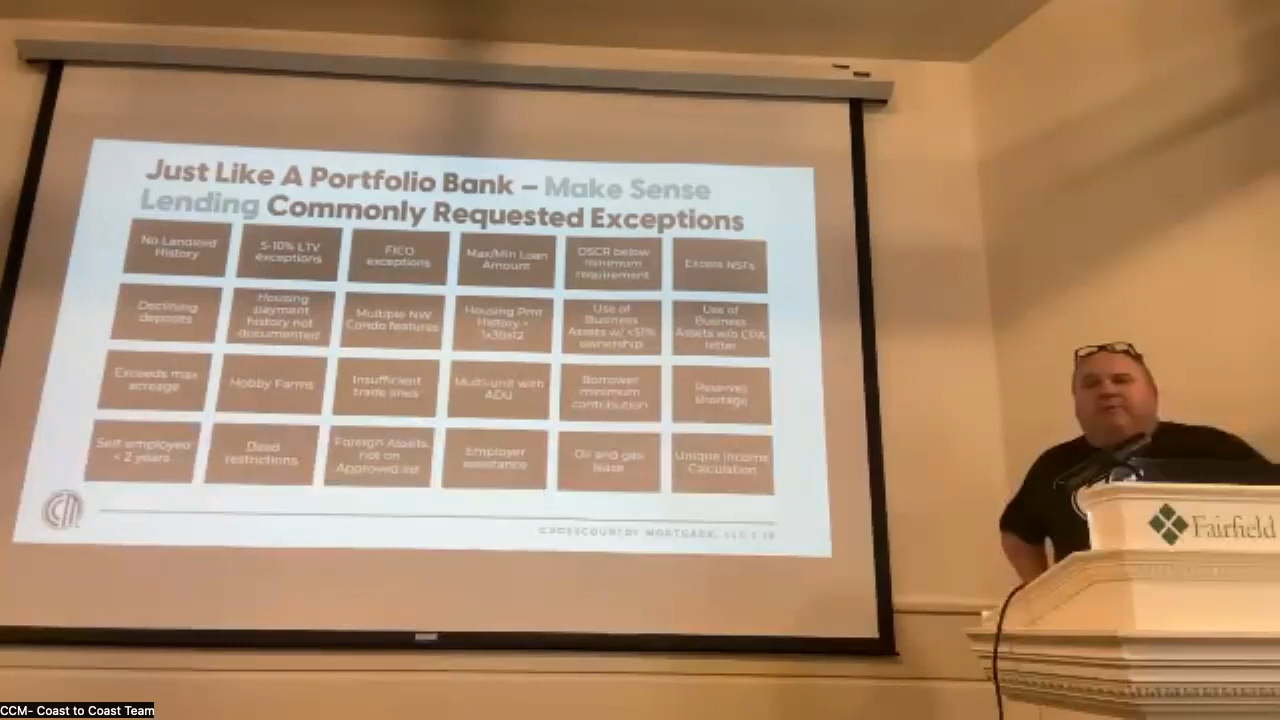 Just Like A Portfolio Bank – Make Sense
Lending Commonly Requested Exceptions
No Landlord
History
5-10% LTV
exceptions
FICO
exceptions
Max/Min Loan
Amount
DSCR below
minimum
requirement
Excess NSFs
Declining
deposits
Housing
payment
history not
documented
Multiple NW
Condo features
Housing Pmt
History -
1x30x12
Use of
Business
Assets w/ <51%
ownership
Use of
Business
Assets w/o CPA
letter
Exceeds max
acreage
Hobby Farms
Insufficient
trade lines
Multi-unit with
ADU
Borrower
minimum
contribution
Reserves
shortage
Self employed
< 2 years
Deed
restrictions
Foreign Assets
not on
Approved list
Employer
assistance
Oil and gas
lease
Unique Income
Calculation
CROSSCOUNTRY MORTGAGE, LLC |
Fairfield
CCM- Coast to Coast Team